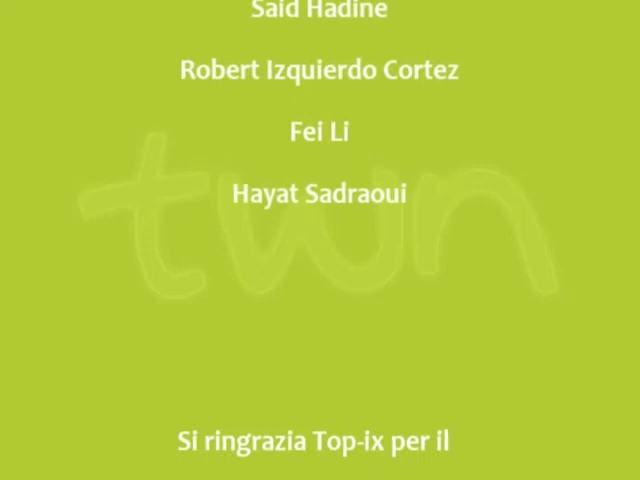 Said Hadine
Robert Izquierdo Cortez
Fei Li
Hayat Sadraoui
twn
Si ringrazia Top-ix per il